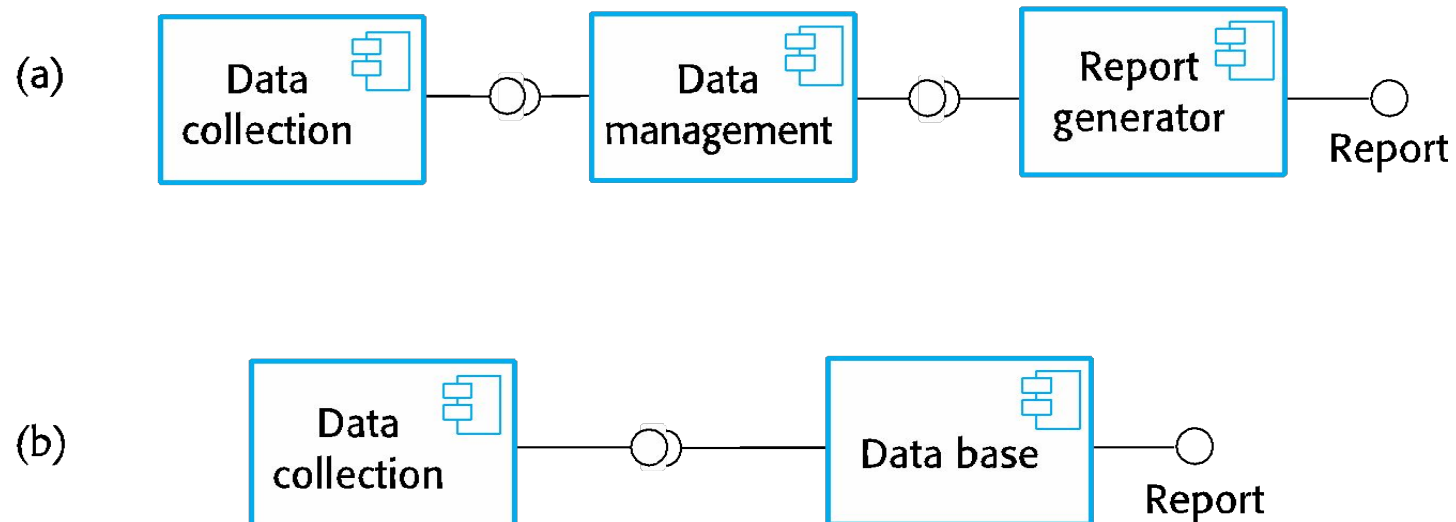 (a)
Data
collection
Data
management
Report
generator
Report
(b)
Data
collection
Data base
Report